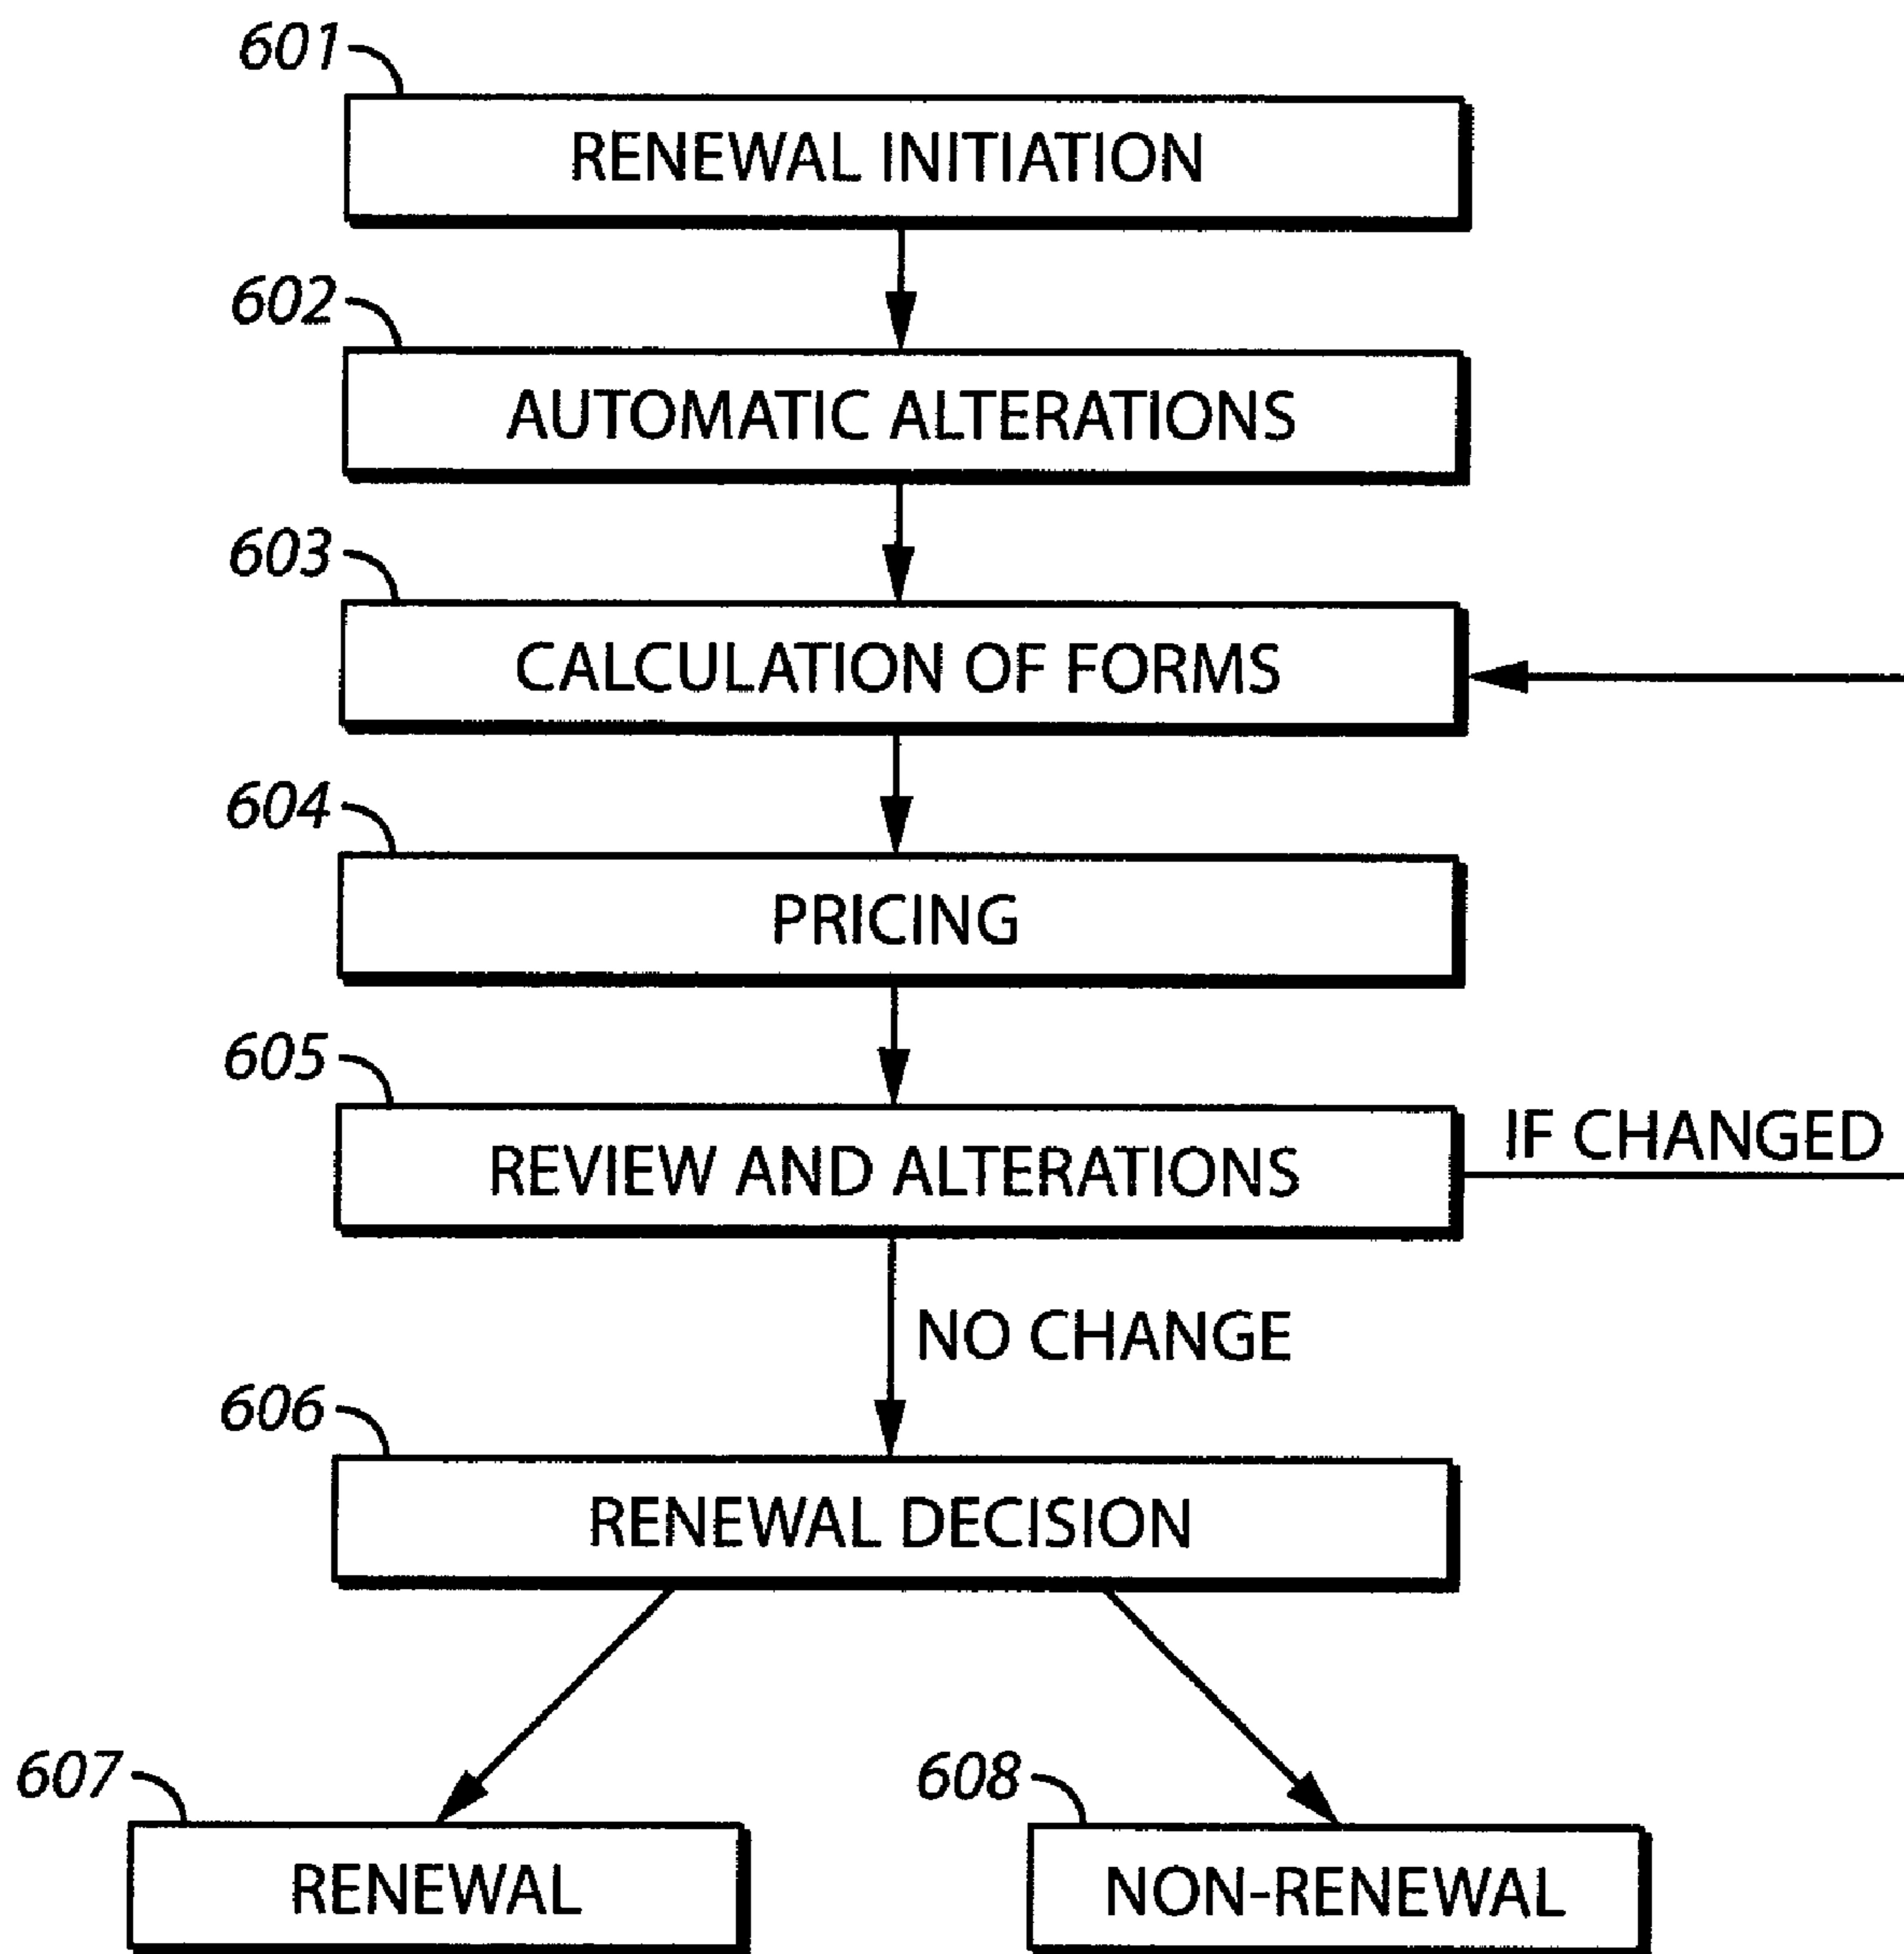 601
RENEWAL INITIATION
602
AUTOMATIC ALTERATIONS
603
CALCULATION OF FORMS
604
PRICING
605
REVIEW AND ALTERATIONS
IF CHANGED
NO CHANGE
606
RENEWAL DECISION
607
RENEWAL
608
NON-RENEWAL